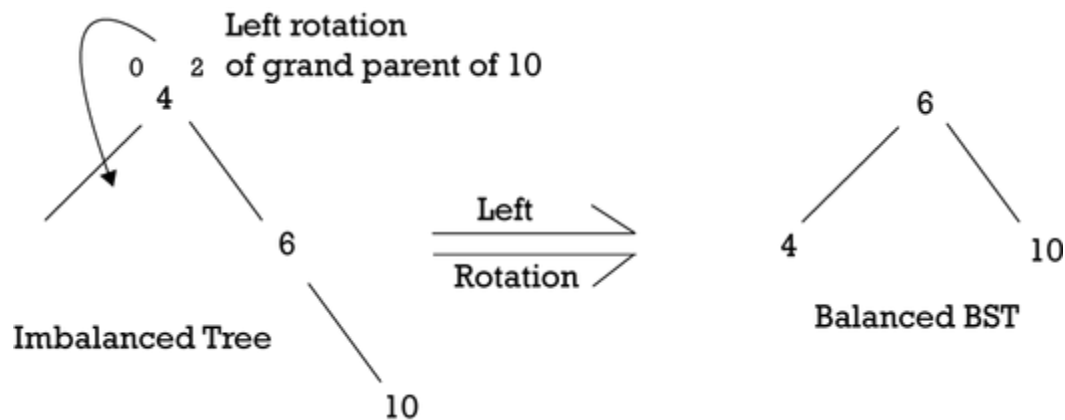 Left rotation
0 2 of grand parent of 10
4
6
6
Left
4
10
Rotation
Imbalanced Tree
Balanced BST
10